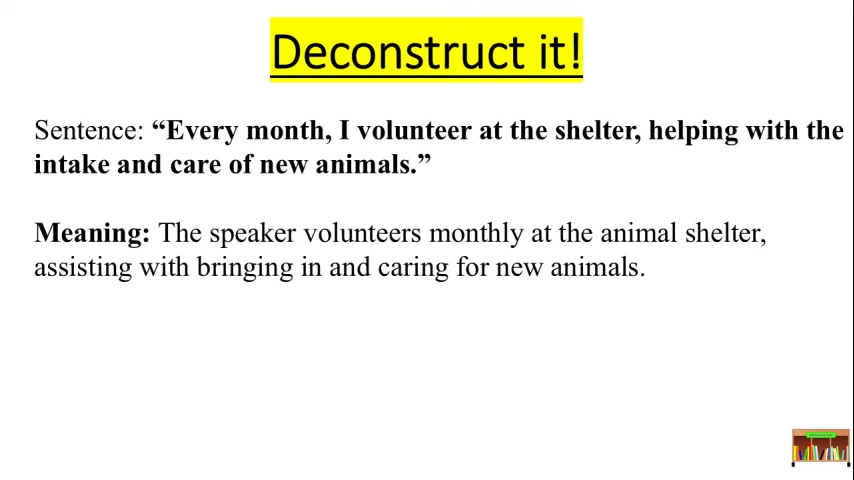 Deconstruct it!
Sentence: “Every month, I volunteer at the shelter, helping with the
intake and care of new animals.”
Meaning: The speaker volunteers monthly at the animal shelter,
assisting with bringing in and caring for new animals.